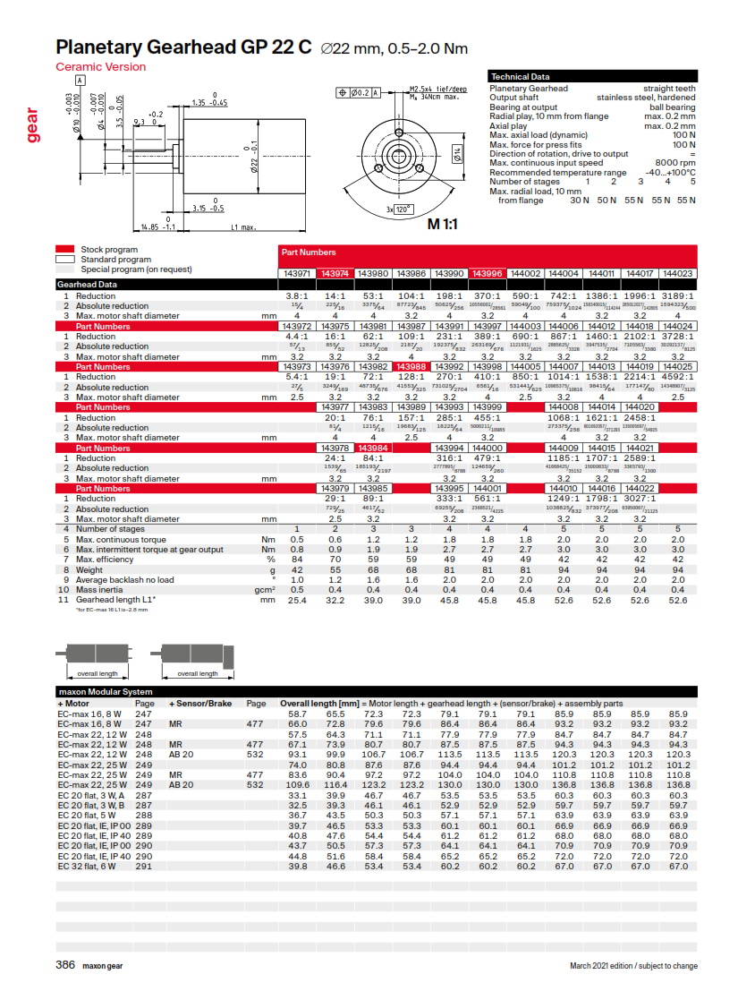 Planetary Gearhead GP 22 C ∅22 mm, 0.5–2.0 Nm
Ceramic Version
gear
A
+0.003
∅10 -0.010
-0.007
∅4 -0.010
0
3.5 -0.05
+0.2
9.3 0
0
1.35 -0.45
0
∅22 -0.1
0
3.15 -0.5
0
14.85 -1.1
L1 max.
∅0.2 A
M2.5x4 tief/deep
MA 34Ncm max.
∅14
3x 120°
M 1:1
Technical Data
Planetary Gearhead straight teeth
Output shaft stainless steel, hardened
Bearing at output ball bearing
Radial play, 10 mm from flange max. 0.2 mm
Axial play max. 0.2 mm
Max. axial load (dynamic) 100 N
Max. force for press fits 100 N
Direction of rotation, drive to output =
Max. continuous input speed 8000 rpm
Recommended temperature range -40...+100°C
Number of stages 1 2 3 4 5
Max. radial load, 10 mm
from flange 30 N 50 N 55 N 55 N 55 N
Stock program
Standard program
Special program (on request)
Part Numbers
143971 143974 143980 143986 143990 143996 144002 144004 144011 144017 144023
Gearhead Data
1 Reduction 3.8:1 14:1 53:1 104:1 198:1 370:1 590:1 742:1 1386:1 1996:1 3189:1
2 Absolute reduction 15/4 225/16 3375/64 87723/845 50625/256 59049/100
3 Max. motor shaft diameter mm 4 4 4 3.2 4 3.2 4 4 4 3.2 4
Part Numbers 143972 143975 143981 143987 143991 143997 144003 144006 144012 144018 144024
1 Reduction 4.4:1 16:1 62:1 109:1 231:1 389:1 690:1 867:1 1460:1 2102:1 3728:1
2 Absolute reduction 57/13 855/52 12825/208 2187/20 192375/832 263169/676
3 Max. motor shaft diameter mm 3.2 3.2 3.2 4 3.2 3.2 3.2 3.2 3.2 3.2 3.2
Part Numbers 143973 143976 143982 143988 143992 143998 144005 144007 144013 144019 144025
1 Reduction 5.4:1 19:1 72:1 128:1 270:1 410:1 850:1 1014:1 1538:1 2214:1 4592:1
2 Absolute reduction 27/5 3249/169 48735/676 41553/325 731025/2704 6561/16 531441/625 98415/64 177147/80
3 Max. motor shaft diameter mm 2.5 3.2 3.2 3.2 3.2 4 2.5 3.2 4 4 2.5
Part Numbers 143977 143983 143989 143993 143999 144008 144014 144020
1 Reduction 20:1 76:1 157:1 285:1 455:1 1068:1 1621:1 2458:1
2 Absolute reduction 81/4 1215/16 19683/125 18225/64 273375/256
3 Max. motor shaft diameter mm 4 4 2.5 4 3.2 4 3.2 3.2
Part Numbers 143978 143984 143994 144000 144009 144015 144021
1 Reduction 24:1 84:1 316:1 479:1 1185:1 1707:1 2589:1
2 Absolute reduction 1539/65 185193/2197 124659/260
3 Max. motor shaft diameter mm 3.2 3.2 3.2 3.2 3.2 3.2 3.2
Part Numbers 143979 143985 143995 144001 144010 144016 144022
1 Reduction 29:1 89:1 333:1 561:1 1249:1 1798:1 3027:1
2 Absolute reduction 729/25 4617/52 69255/208 1038825/832 373977/208
3 Max. motor shaft diameter mm 2.5 3.2 3.2 3.2 3.2 3.2 3.2
4 Number of stages 1 2 3 3 4 4 4 5 5 5 5
5 Max. continuous torque Nm 0.5 0.6 1.2 1.2 1.8 1.8 1.8 2.0 2.0 2.0 2.0
6 Max. intermittent torque at gear output Nm 0.8 0.9 1.9 1.9 2.7 2.7 2.7 3.0 3.0 3.0 3.0
7 Max. efficiency % 84 70 59 59 49 49 49 42 42 42 42
8 Weight g 42 55 68 68 81 81 81 94 94 94 94
9 Average backlash no load ° 1.0 1.2 1.6 1.6 2.0 2.0 2.0 2.0 2.0 2.0 2.0
10 Mass inertia gcm² 0.5 0.4 0.4 0.4 0.4 0.4 0.4 0.4 0.4 0.4 0.4
11 Gearhead length L1* mm 25.4 32.2 39.0 39.0 45.8 45.8 45.8 52.6 52.6 52.6 52.6
*for EC-max 16 L1 is–2.8 mm
overall length overall length
maxon Modular System
+ Motor Page + Sensor/Brake Page Overall length [mm] = Motor length + gearhead length + (sensor/brake) + assembly parts
EC-max 16, 8 W 247 58.7 65.5 72.3 72.3 79.1 79.1 79.1 85.9 85.9 85.9 85.9
EC-max 16, 8 W 247 MR 477 66.0 72.8 79.6 79.6 86.4 86.4 86.4 93.2 93.2 93.2 93.2
EC-max 22, 12 W 248 57.5 64.3 71.1 71.1 77.9 77.9 77.9 84.7 84.7 84.7 84.7
EC-max 22, 12 W 248 MR 477 67.1 73.9 80.7 80.7 87.5 87.5 87.5 94.3 94.3 94.3 94.3
EC-max 22, 12 W 248 AB 20 532 93.1 99.9 106.7 106.7 113.5 113.5 113.5 120.3 120.3 120.3 120.3
EC-max 22, 25 W 249 74.0 80.8 87.6 87.6 94.4 94.4 94.4 101.2 101.2 101.2 101.2
EC-max 22, 25 W 249 MR 477 83.6 90.4 97.2 97.2 104.0 104.0 104.0 110.8 110.8 110.8 110.8
EC-max 22, 25 W 249 AB 20 532 109.6 116.4 123.2 123.2 130.0 130.0 130.0 136.8 136.8 136.8 136.8
EC 20 flat, 3 W, A 287 33.1 39.9 46.7 46.7 53.5 53.5 53.5 60.3 60.3 60.3 60.3
EC 20 flat, 3 W, B 287 32.5 39.3 46.1 46.1 52.9 52.9 52.9 59.7 59.7 59.7 59.7
EC 20 flat, 5 W 288 36.7 43.5 50.3 50.3 57.1 57.1 57.1 63.9 63.9 63.9 63.9
EC 20 flat, IE, IP 00 289 39.7 46.5 53.3 53.3 60.1 60.1 60.1 66.9 66.9 66.9 66.9
EC 20 flat, IE, IP 40 289 40.8 47.6 54.4 54.4 61.2 61.2 61.2 68.0 68.0 68.0 68.0
EC 20 flat, IE, IP 00 290 43.7 50.5 57.3 57.3 64.1 64.1 64.1 70.9 70.9 70.9 70.9
EC 20 flat, IE, IP 40 290 44.8 51.6 58.4 58.4 65.2 65.2 65.2 72.0 72.0 72.0 72.0
EC 32 flat, 6 W 291 39.8 46.6 53.4 53.4 60.2 60.2 60.2 67.0 67.0 67.0 67.0
386 maxon gear
March 2021 edition / subject to change